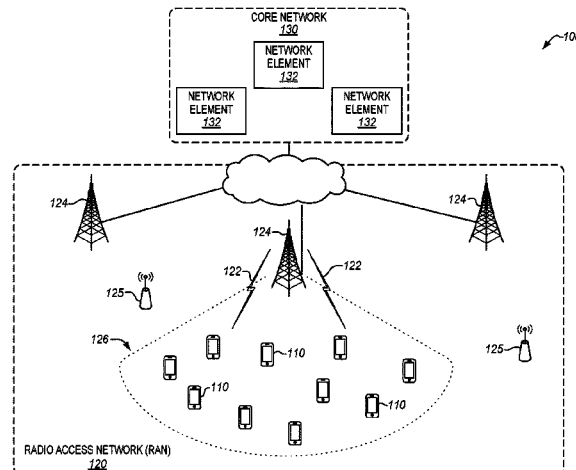 CORE NETWORK
130
100
NETWORK
ELEMENT
132
NETWORK
ELEMENT
132
NETWORK
ELEMENT
132
124
124
124
122
122
125
126
125
110
110
110
RADIO ACCESS NETWORK (RAN)
120